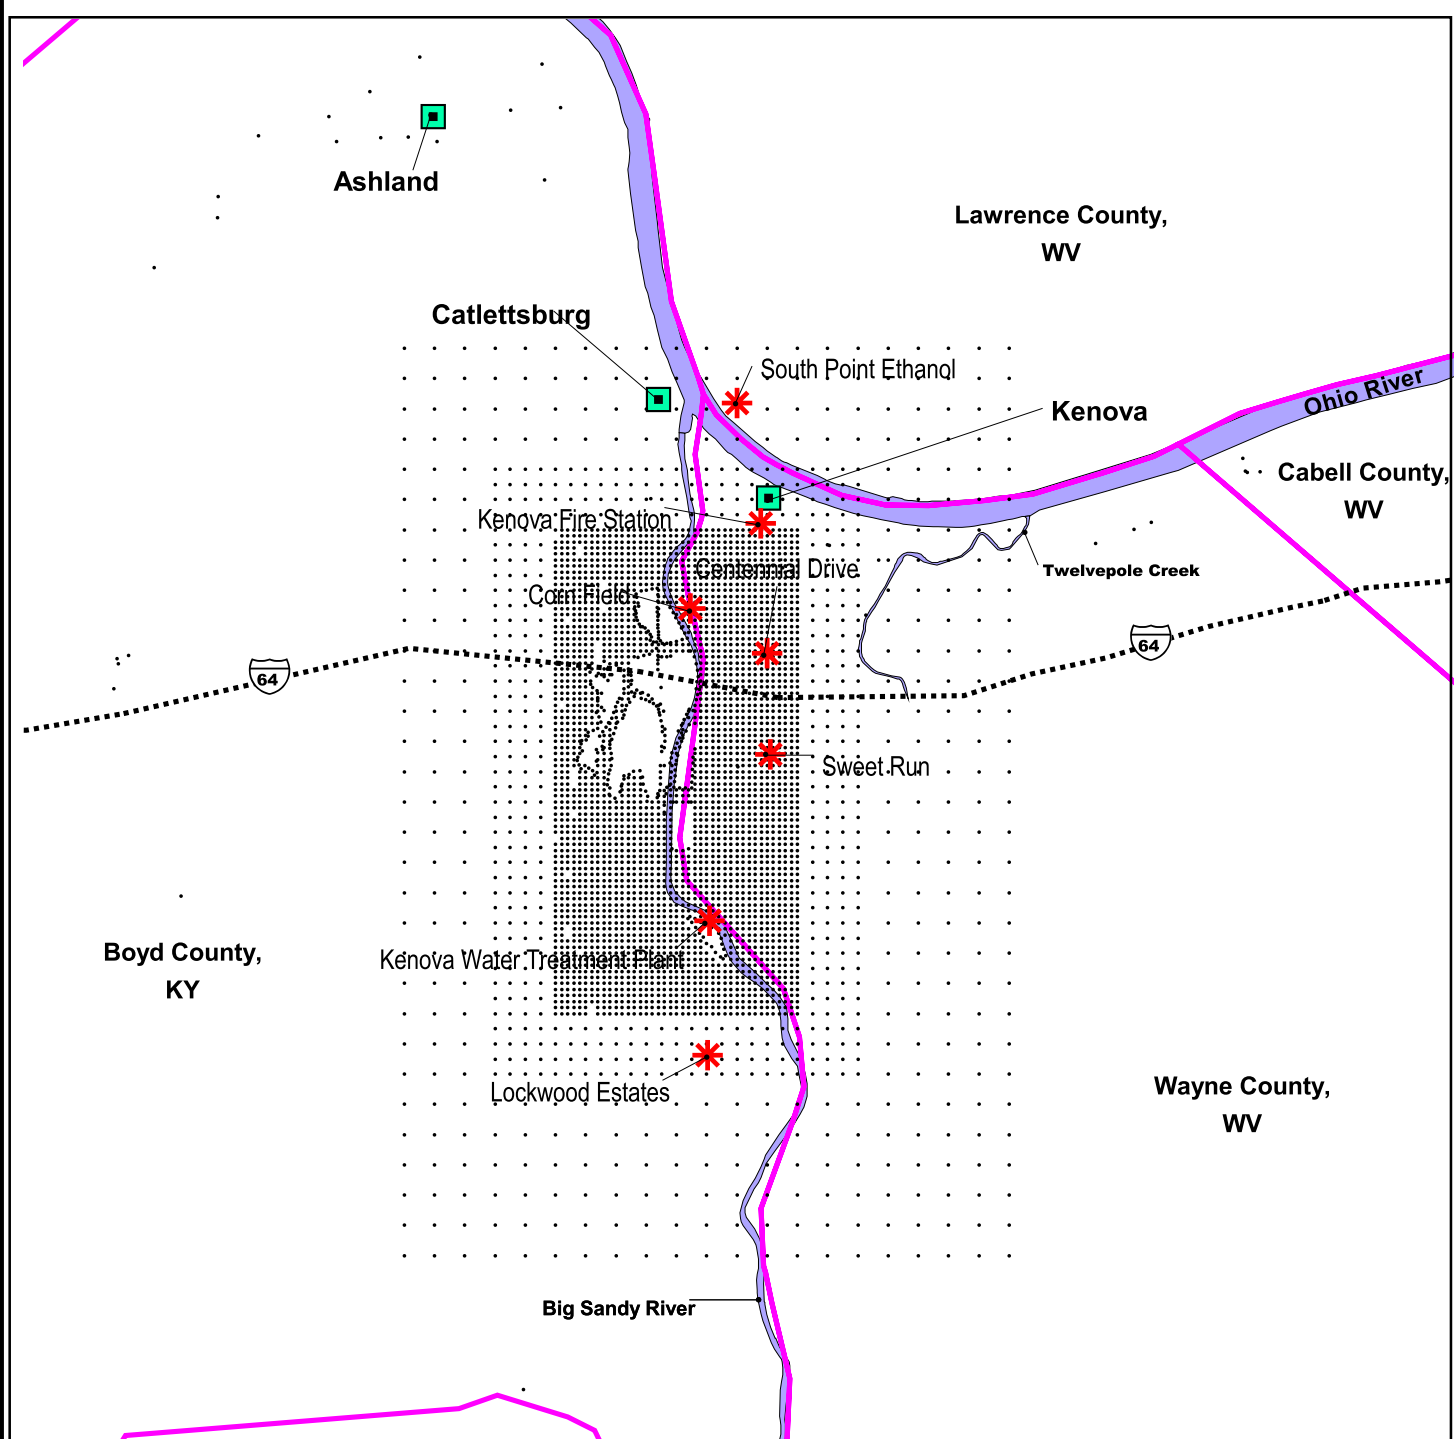 Ashland
Lawrence County,
WV
Catlettsburg
South Point Ethanol
Ohio River
Kenova
Cabell County,
WV
Kenova Fire Station
Centennial Drive
Twelvepole Creek
Corn Field
64
64
Sweet Run
Boyd County,
KY
Kenova Water Treatment Plant
Lockwood Estates
Wayne County,
WV
Big Sandy River